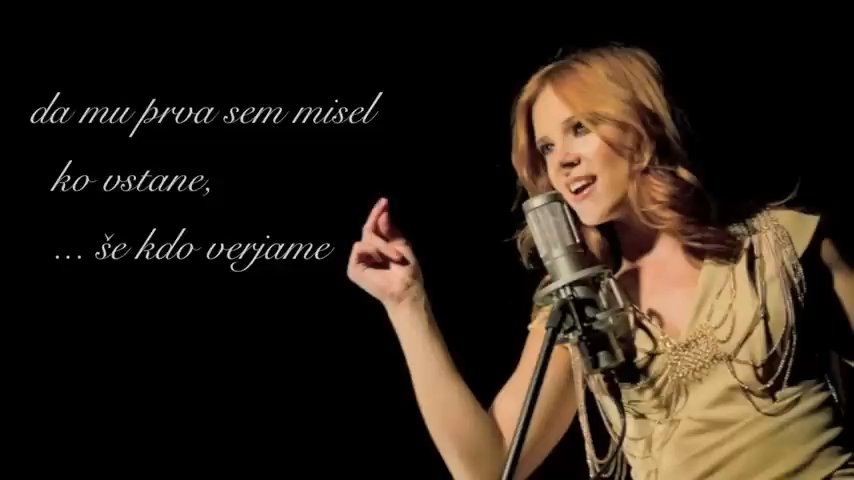 da mu prva sem misel
ko vstane,
... še kdo verjame